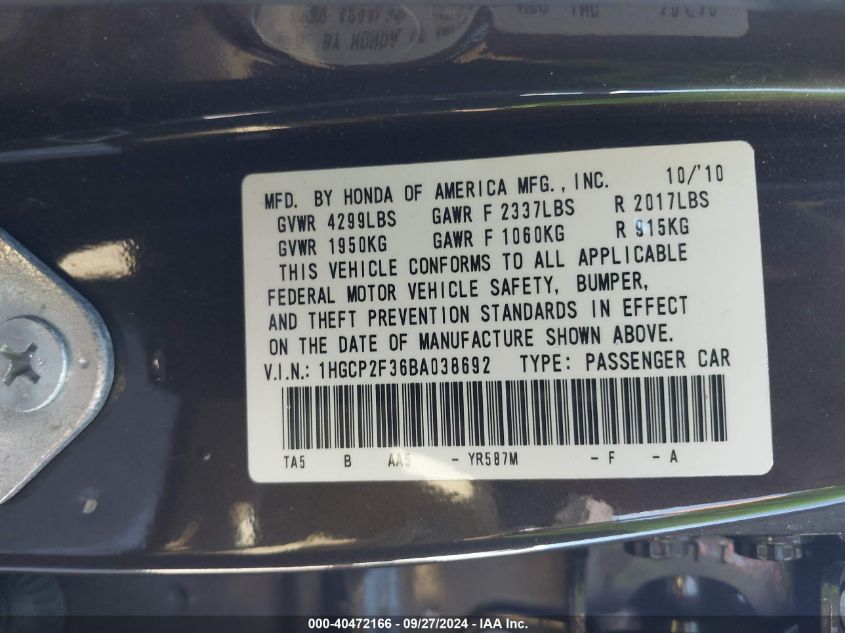 MFD. BY HONDA OF AMERICA MFG., INC. 10/'10
GVWR 4299LBS GAWR F 2337LBS R 2017LBS
GVWR 1950KG GAWR F 1060KG R 915KG
THIS VEHICLE CONFORMS TO ALL APPLICABLE
FEDERAL MOTOR VEHICLE SAFETY, BUMPER,
AND THEFT PREVENTION STANDARDS IN EFFECT
ON THE DATE OF MANUFACTURE SHOWN ABOVE.
V.I.N.: 1HGCP2F36BA038692 TYPE: PASSENGER CAR
TA5 B AA5 - YR587M - F - A
000-40472166 - 09/27/2024 - IAA Inc.